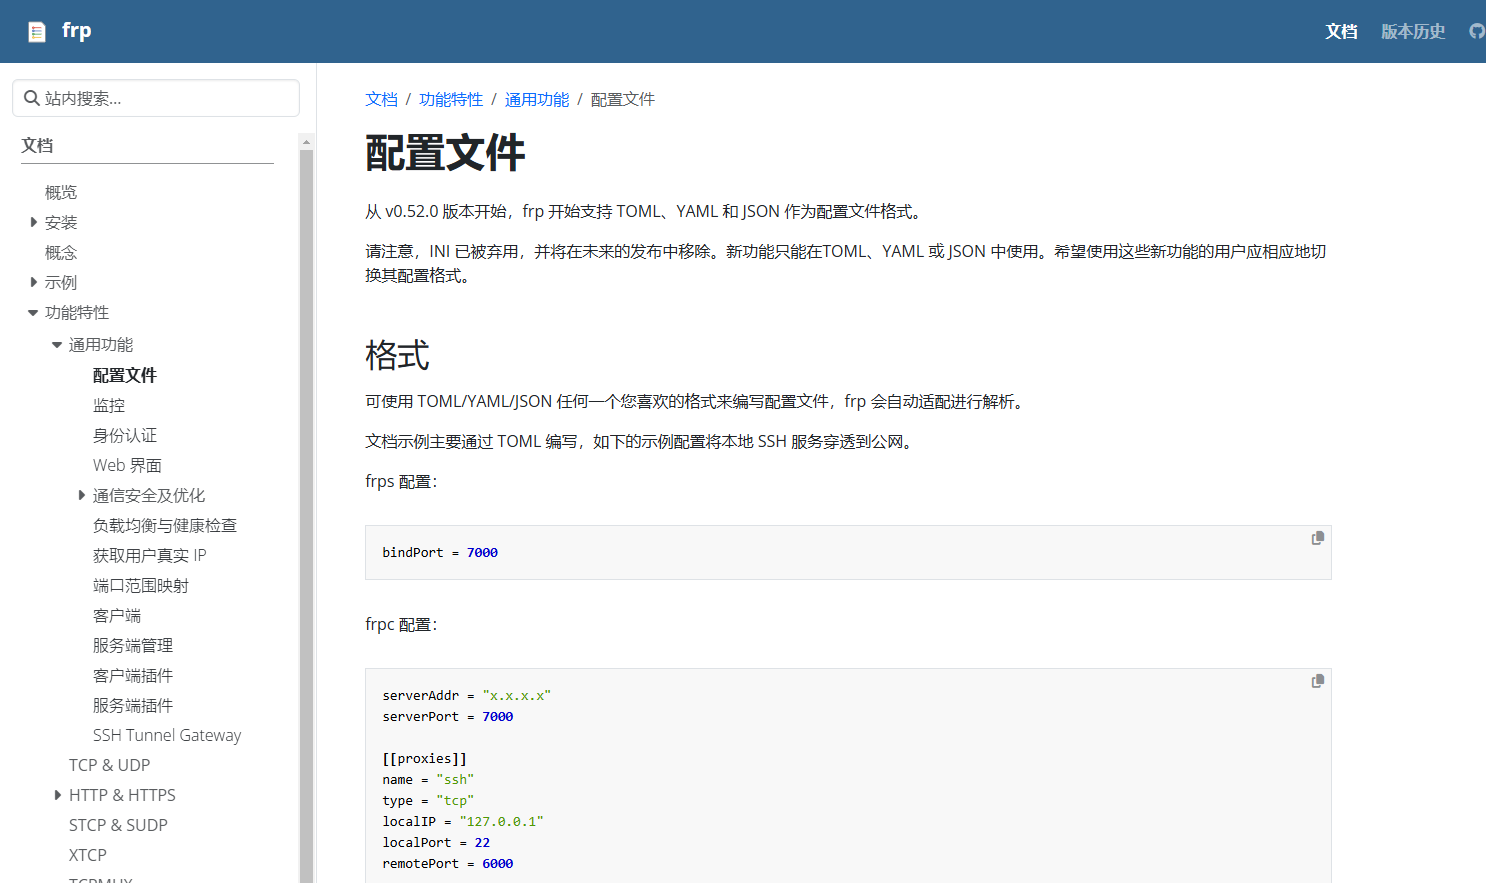 frp
文档 版本历史
站内搜索...
文档
概览
安装
概念
示例
功能特性
通用功能
配置文件
监控
身份认证
Web 界面
通信安全及优化
负载均衡与健康检查
获取用户真实 IP
端口范围映射
客户端
服务端管理
客户端插件
服务端插件
SSH Tunnel Gateway
TCP & UDP
HTTP & HTTPS
STCP & SUDP
XTCP
TCPMUX
文档 / 功能特性 / 通用功能 / 配置文件
配置文件
从 v0.52.0 版本开始，frp 开始支持 TOML、YAML 和 JSON 作为配置文件格式。
请注意，INI 已被弃用，并将在未来的发布中移除。新功能只能在TOML、YAML 或 JSON 中使用。希望使用这些新功能的用户应相应地切
换其配置格式。
格式
可使用 TOML/YAML/JSON 任何一个您喜欢的格式来编写配置文件，frp 会自动适配进行解析。
文档示例主要通过 TOML 编写，如下的示例配置将本地 SSH 服务穿透到公网。
frps 配置：
bindPort = 7000
frpc 配置：
serverAddr = "x.x.x.x"
serverPort = 7000
[[proxies]]
name = "ssh"
type = "tcp"
localIP = "127.0.0.1"
localPort = 22
remotePort = 6000